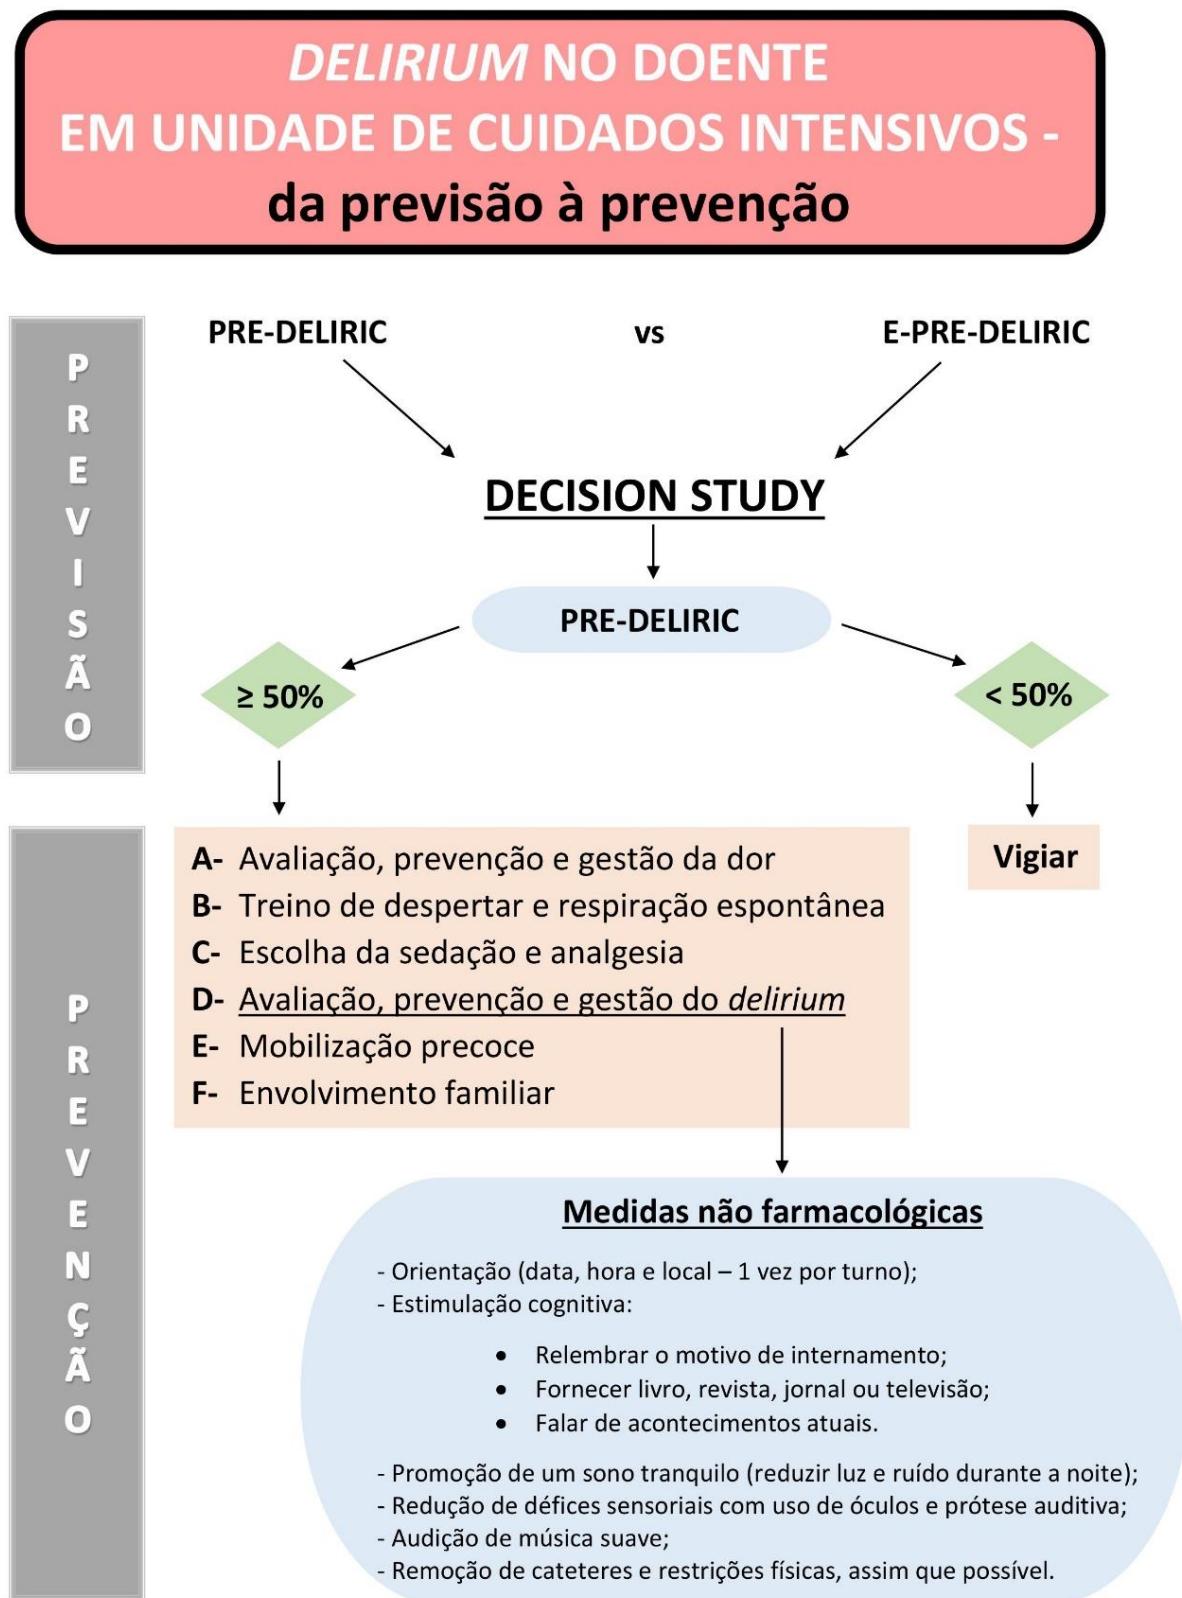 DELIRIUM NO DOENTE
EM UNIDADE DE CUIDADOS INTENSIVOS -
da previsão à prevenção
PREVISÃO
PRE-DELIRIC vs E-PRE-DELIRIC
DECISION STUDY
PRE-DELIRIC
≥ 50% < 50%
PREVENÇÃO
A- Avaliação, prevenção e gestão da dor
B- Treino de despertar e respiração espontânea
C- Escolha da sedação e analgesia
D- Avaliação, prevenção e gestão do delirium
E- Mobilização precoce
F- Envolvimento familiar
Vigiar
Medidas não farmacológicas
- Orientação (data, hora e local – 1 vez por turno);
- Estimulação cognitiva:
• Relembrar o motivo de internamento;
• Fornecer livro, revista, jornal ou televisão;
• Falar de acontecimentos atuais.
- Promoção de um sono tranquilo (reduzir luz e ruído durante a noite);
- Redução de défices sensoriais com uso de óculos e prótese auditiva;
- Audição de música suave;
- Remoção de cateteres e restrições físicas, assim que possível.